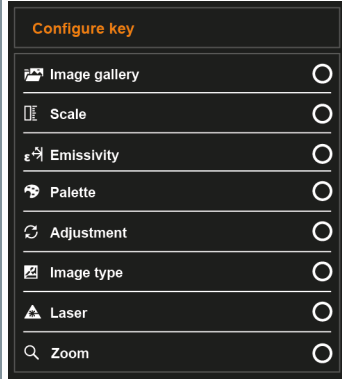 Configure key
Image gallery
Scale
ε Emissivity
Palette
Adjustment
Image type
Laser
Zoom